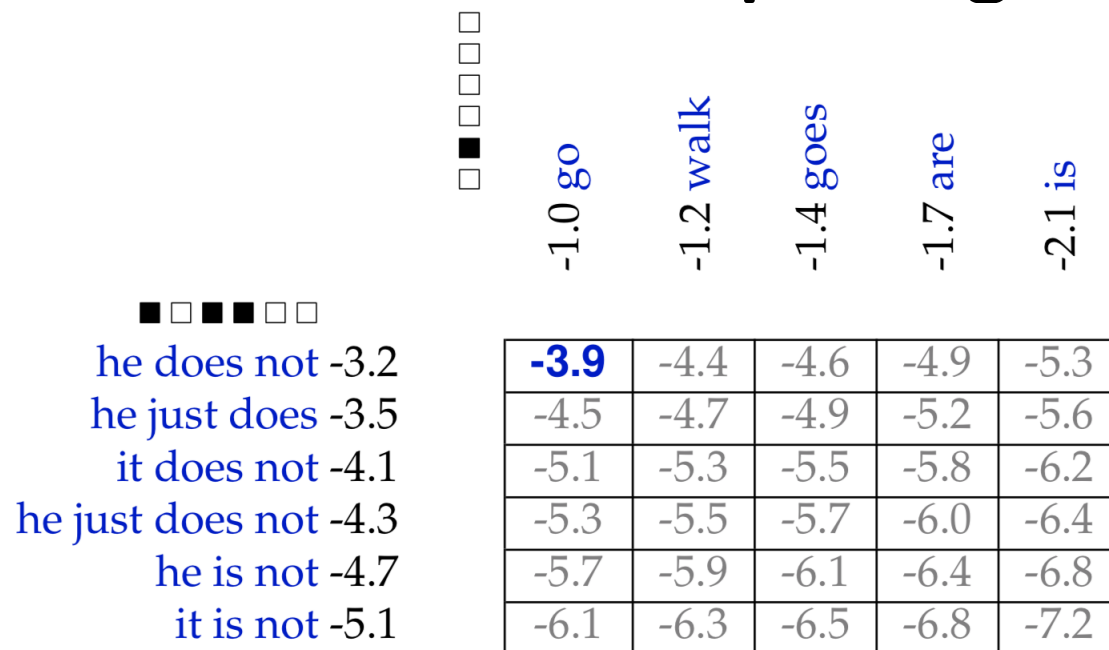 -1.0 go
-1.2 walk
-1.4 goes
-1.7 are
-2.1 is
he does not -3.2 -3.9 -4.4 -4.6 -4.9 -5.3
he just does -3.5 -4.5 -4.7 -4.9 -5.2 -5.6
it does not -4.1 -5.1 -5.3 -5.5 -5.8 -6.2
he just does not -4.3 -5.3 -5.5 -5.7 -6.0 -6.4
he is not -4.7 -5.7 -5.9 -6.1 -6.4 -6.8
it is not -5.1 -6.1 -6.3 -6.5 -6.8 -7.2